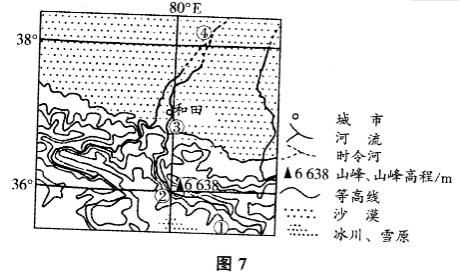 80°E
38°
④
和田
③
36°
②
▲6 638
①
城 市
河 流
时令河
▲6 638 山峰、山峰高程/m
等高线
沙 漠
冰川、雪原
图 7